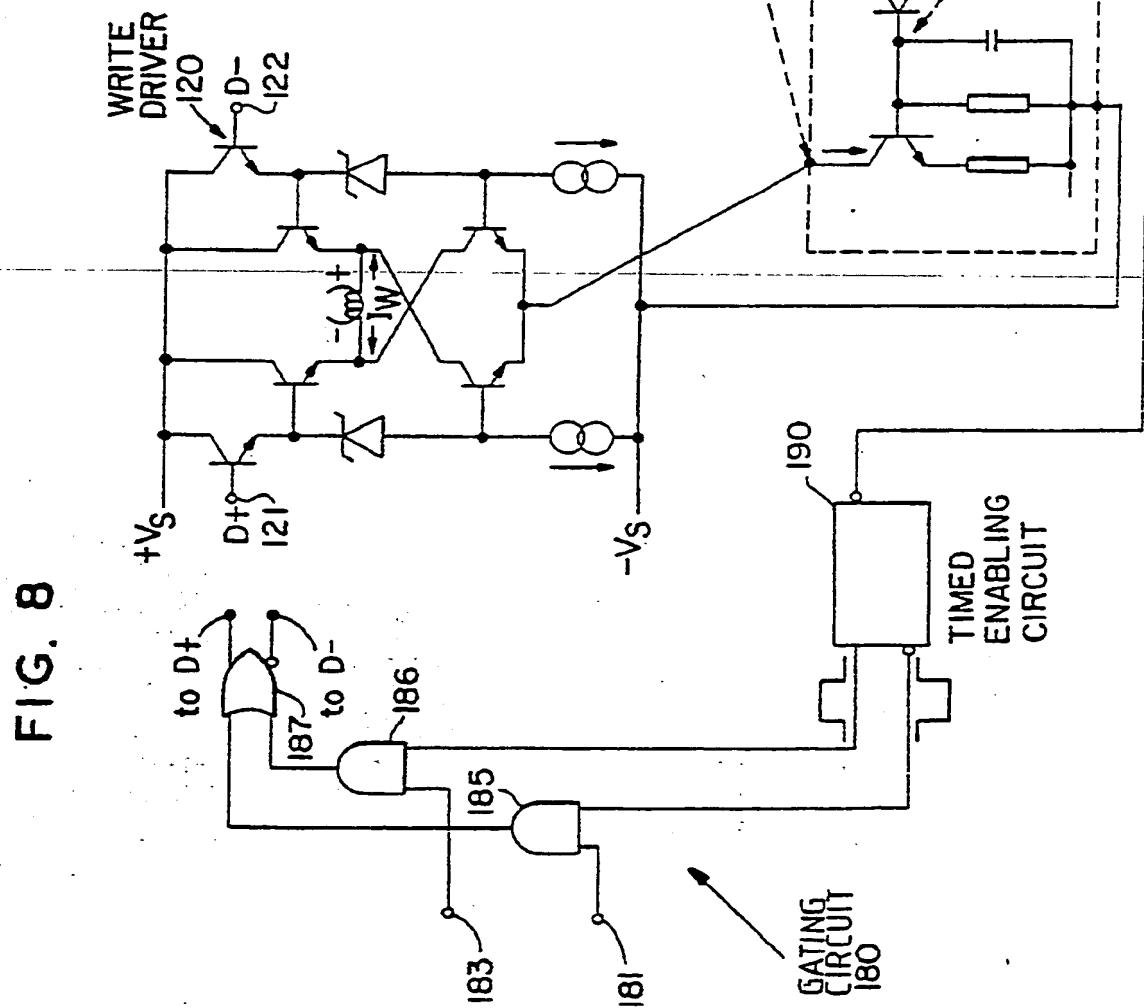 FIG. 8
WRITE
DRIVER
120
D-
122
+VS
D+
121
- +
IW
-VS
to D+
to D-
187
186
185
183
181
190
TIMED
ENABLING
CIRCUIT
GATING
CIRCUIT
180